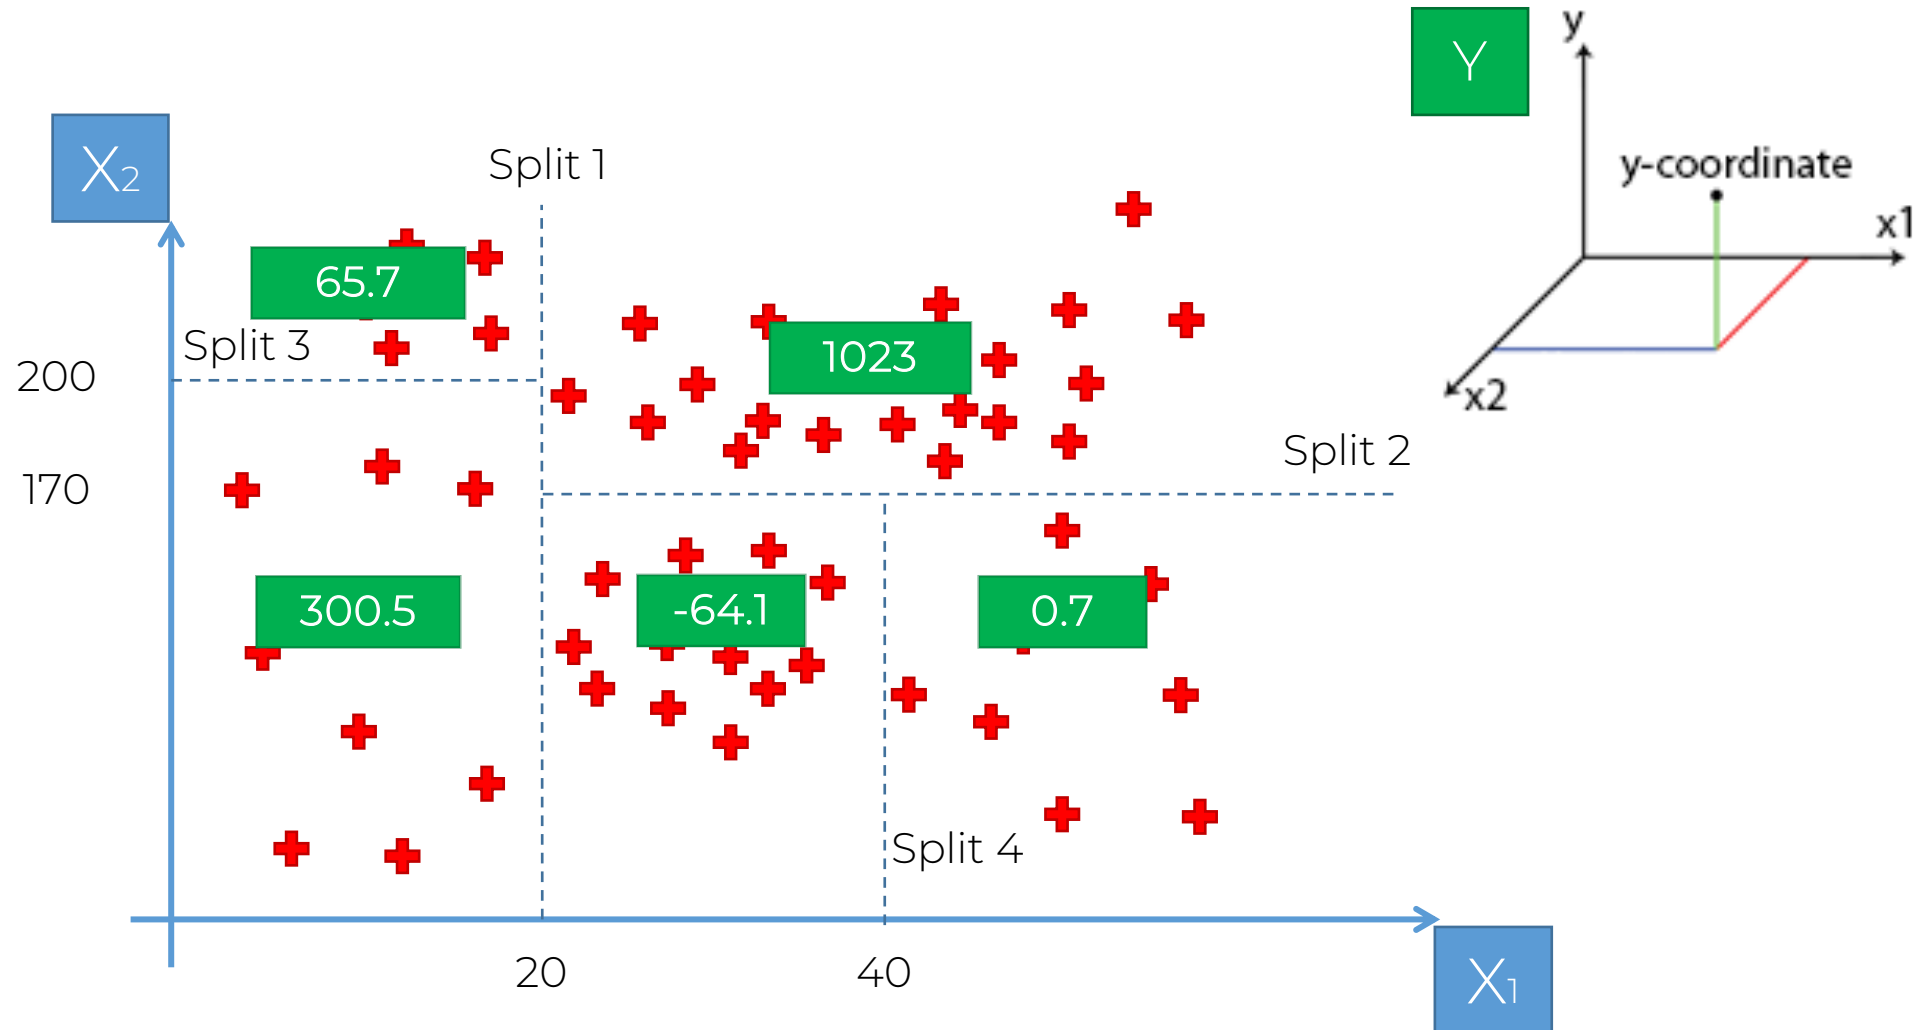 Y
y
X2
Split 1
y-coordinate
x1
65.7
Split 3
1023
200
x2
Split 2
170
300.5
-64.1
0.7
Split 4
20
40
X1